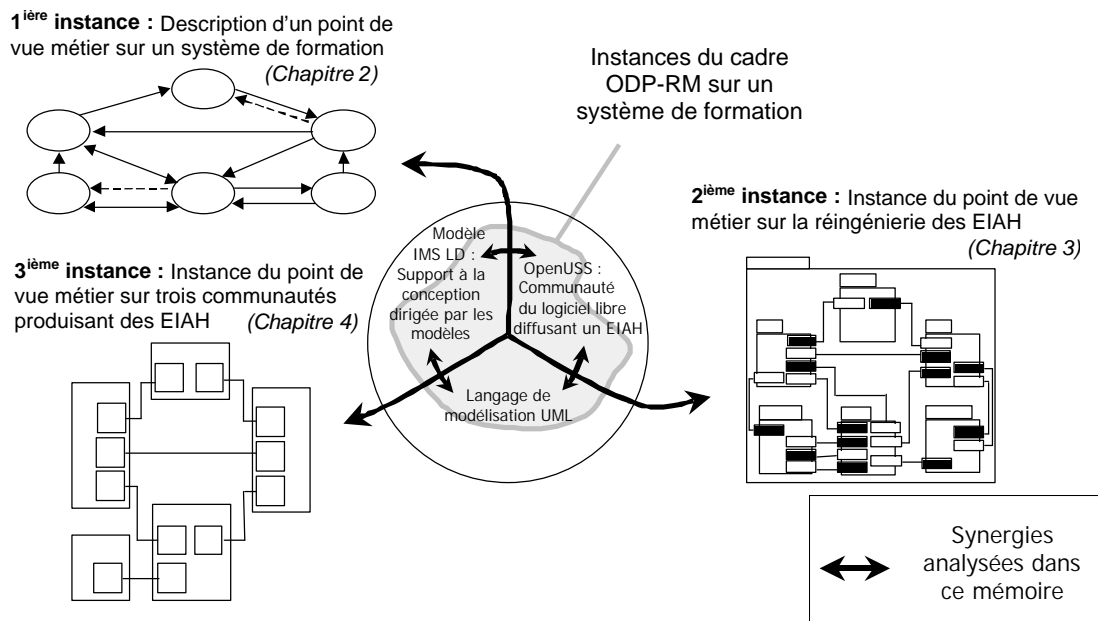 1ière instance : Description d'un point de
vue métier sur un système de formation
(Chapitre 2)
Instances du cadre
ODP-RM sur un
système de formation
2ième instance : Instance du point de vue
métier sur la réingénierie des EIAH
(Chapitre 3)
3ième instance : Instance du point de
vue métier sur trois communautés
produisant des EIAH (Chapitre 4)
Modèle
IMS LD :
Support à la
conception
dirigée par les
modèles
OpenUSS :
Communauté
du logiciel libre
diffusant un EIAH
Langage de
modélisation UML
Synergies
analysées dans
ce mémoire